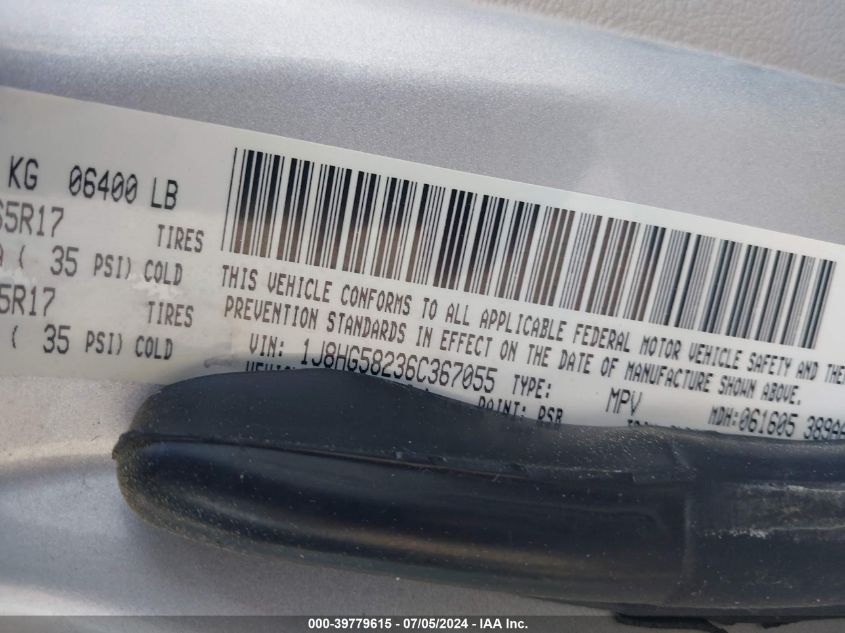 KG 06400 LB
5R17 TIRES
( 35 PSI) COLD
5R17 TIRES
( 35 PSI) COLD
THIS VEHICLE CONFORMS TO ALL APPLICABLE FEDERAL MOTOR VEHICLE SAFETY AND THE
PREVENTION STANDARDS IN EFFECT ON THE DATE OF MANUFACTURE SHOWN ABOVE.
VIN: 1J8HG58236C367055 TYPE: MPV MDH:061605 389
PAINT: PSB
000-39779615 - 07/05/2024 - IAA Inc.